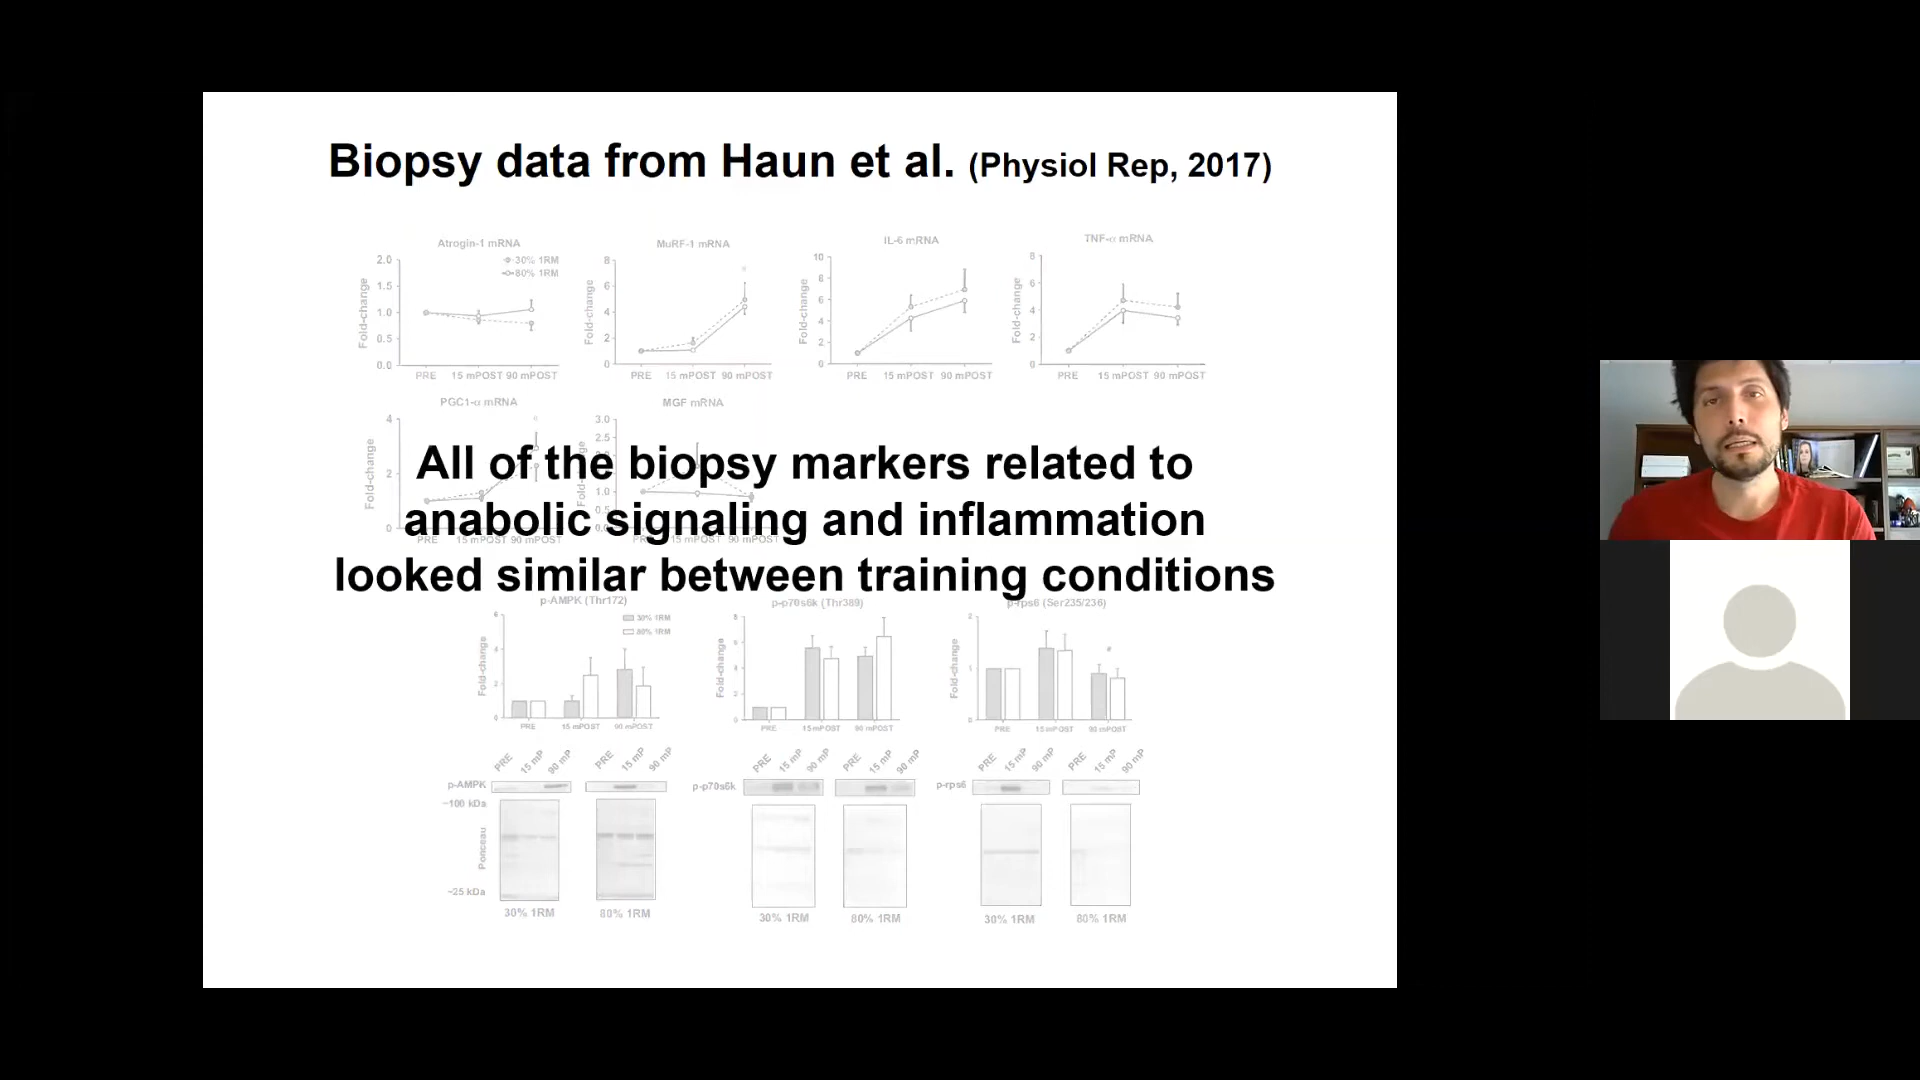 Biopsy data from Haun et al. (Physiol Rep, 2017)
Atrogin-1 mRNA
MuRF-1 mRNA
IL-6 mRNA
TNF-α mRNA
30% 1RM
80% 1RM
Fold-change
2.0
1.5
1.0
0.5
0.0
PRE 15 mPOST 90 mPOST
Fold-change
8
6
4
2
0
PRE 15 mPOST 90 mPOST
Fold-change
10
8
6
4
2
0
PRE 15 mPOST 90 mPOST
Fold-change
8
6
4
2
0
PRE 15 mPOST 90 mPOST
PGC1-α mRNA
MGF mRNA
Fold-change
4
2
0
PRE 15 mPOST 90 mPOST
3.0
2.5
1.0
0.5
15 mPOST 90 mPOST
All of the biopsy markers related to
anabolic signaling and inflammation
looked similar between training conditions
p-AMPK (Thr172)
p-p70s6k (Thr389)
p-rps6 (Ser235/236)
30% 1RM
80% 1RM
Fold-change
6
4
2
0
PRE 15 mPOST 90 mPOST
Fold-change
8
6
4
2
0
PRE 15 mPOST 90 mPOST
Fold-change
2
1
0
#
PRE 15 mPOST 90 mPOST
PRE 15 mP 90 mP PRE 15 mP 90 mP
p-AMPK
~100 kDa
Ponceau
~25 kDa
30% 1RM 80% 1RM
PRE 15 mP 90 mP PRE 15 mP 90 mP
p-p70s6k
30% 1RM 80% 1RM
PRE 15 mP 90 mP PRE 15 mP 90 mP
p-rps6
30% 1RM 80% 1RM